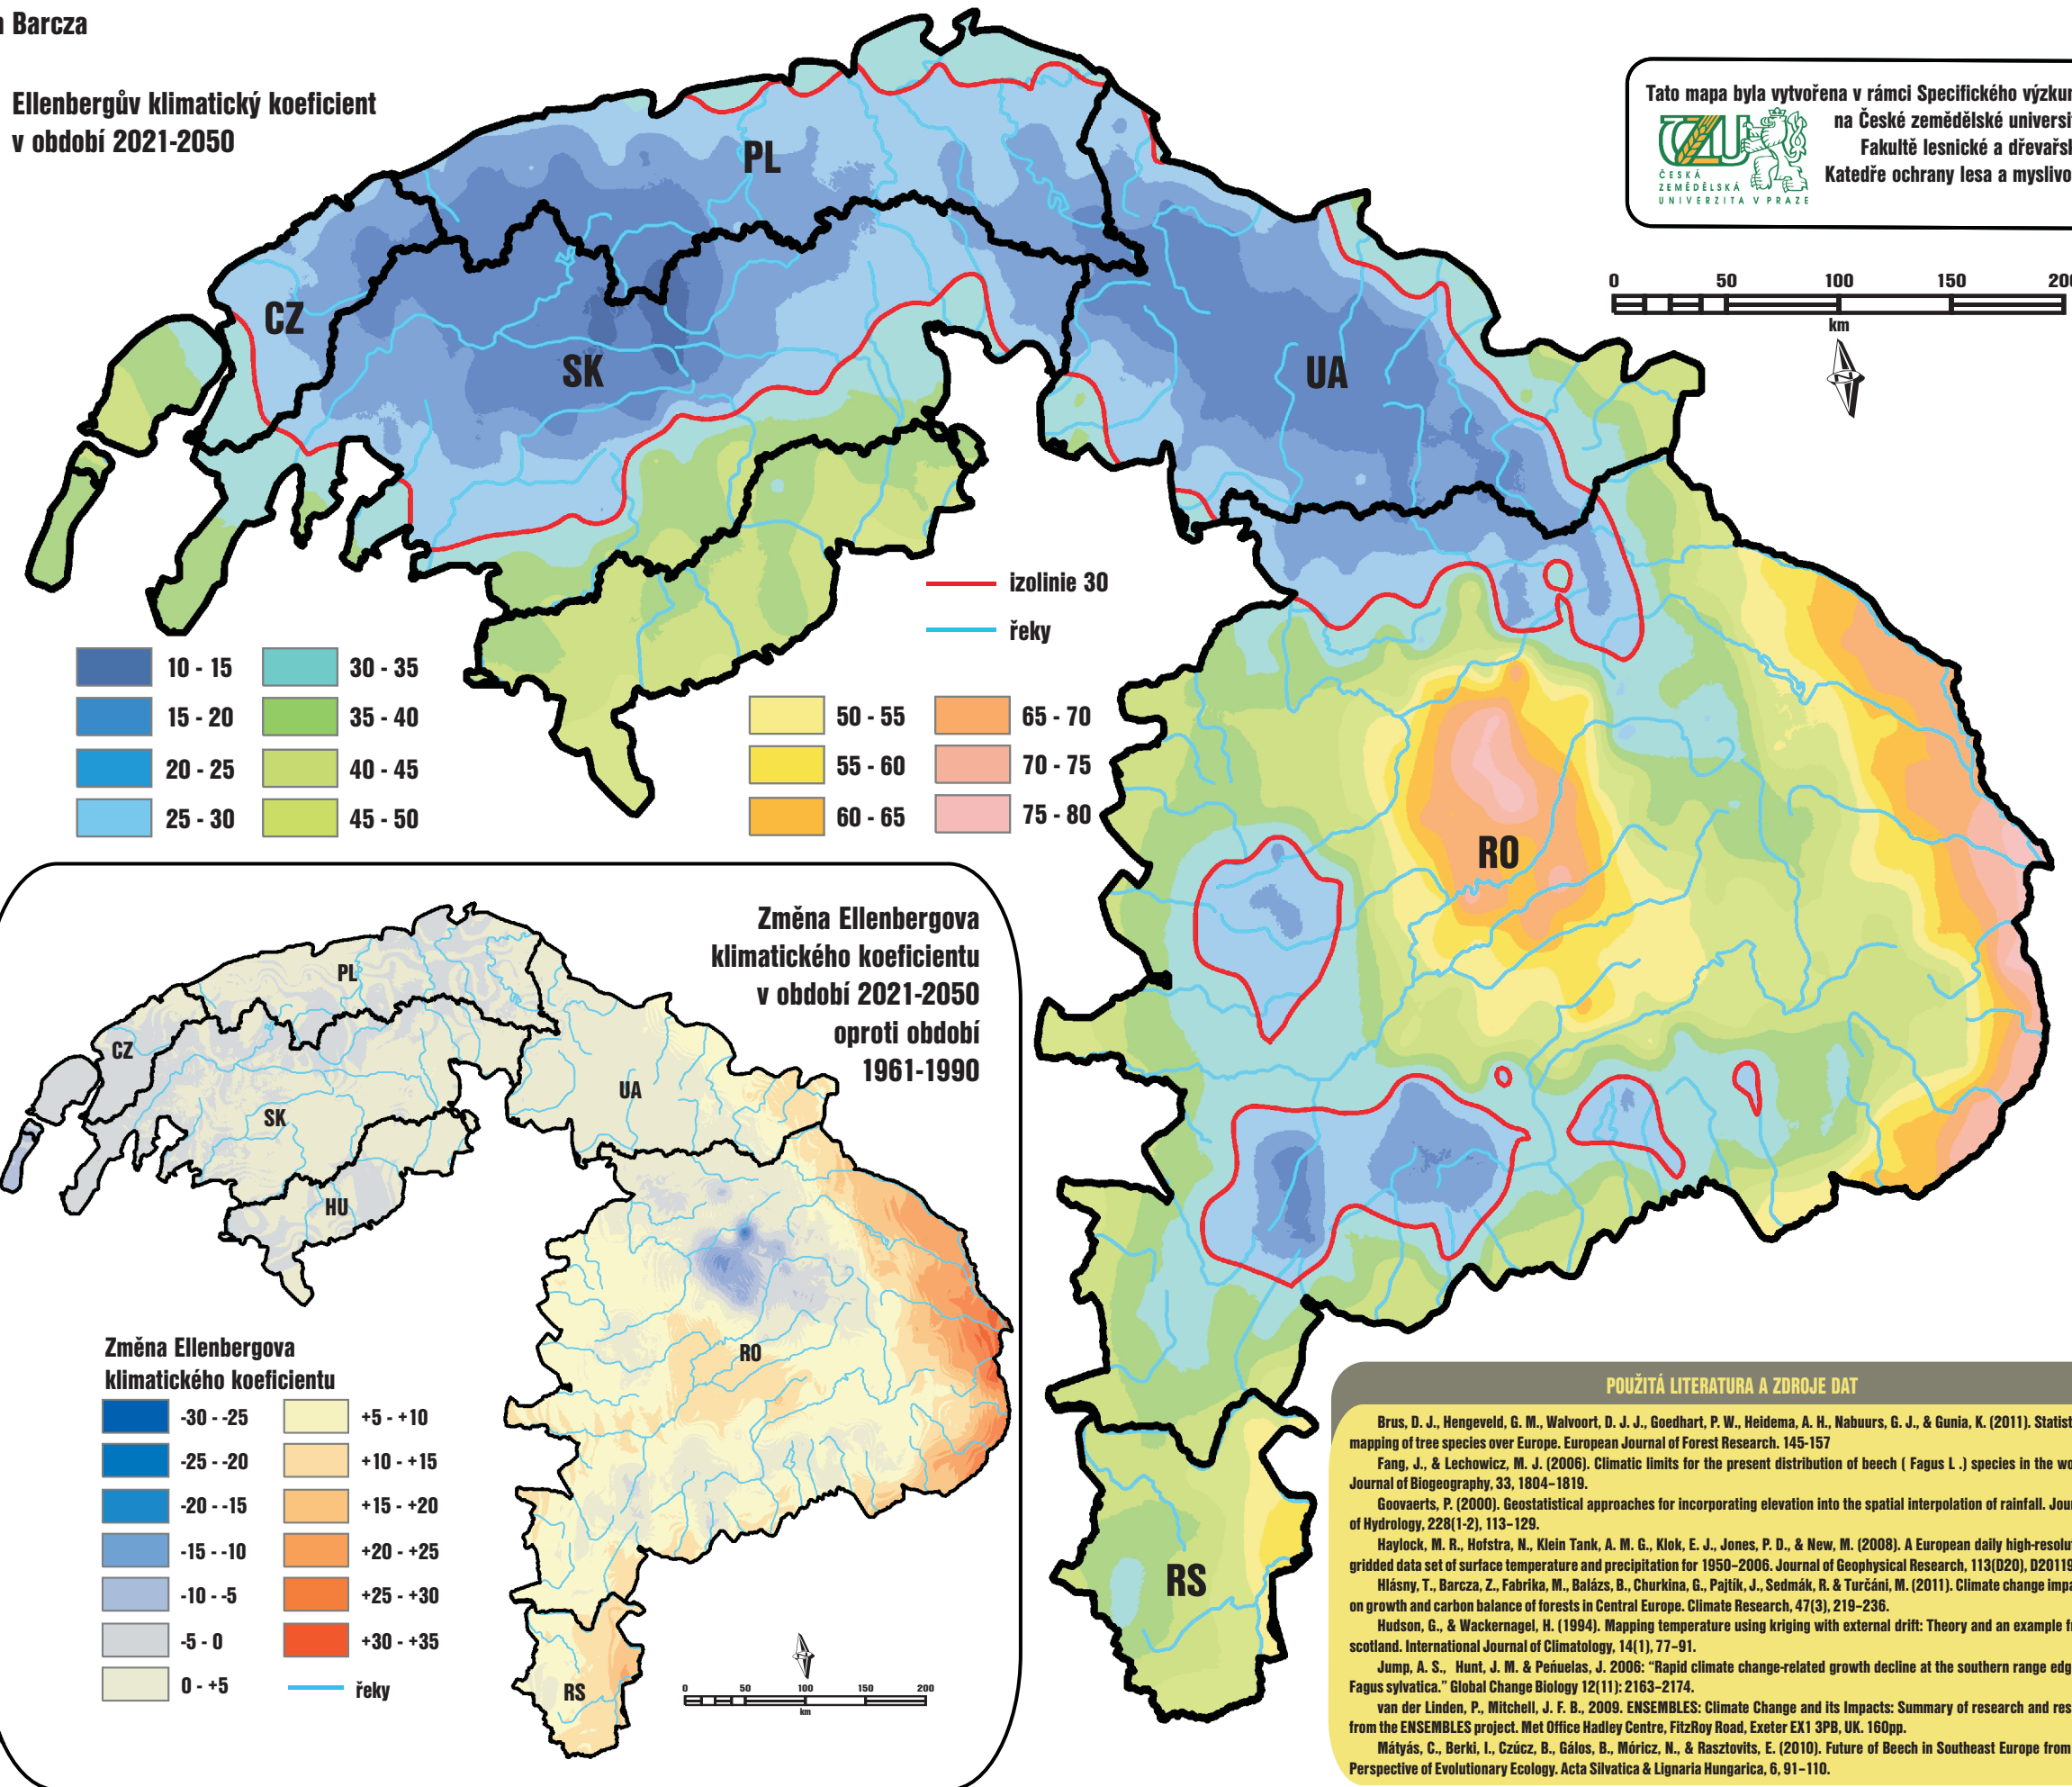 Barcza
Ellenbergův klimatický koeficient
v období 2021-2050
Tato mapa byla vytvořena v rámci Specifického
na České zemědělské
Fakultě lesnické a
Katedře ochrany lesa a
ČESKÁ
ZEMĚDĚLSKÁ
UNIVERZITA V PRAZE
0 50 100 150
km
N
PL
CZ
SK
UA
RO
RS
izolinie 30
řeky
10 - 15
15 - 20
20 - 25
25 - 30
30 - 35
35 - 40
40 - 45
45 - 50
50 - 55
55 - 60
60 - 65
65 - 70
70 - 75
75 - 80
Změna Ellenbergova
klimatického koeficientu
v období 2021-2050
oproti období
1961-1990
PL
CZ
SK
UA
HU
RO
RS
Změna Ellenbergova
klimatického koeficientu
-30 - -25
-25 - -20
-20 - -15
-15 - -10
-10 - -5
-5 - 0
0 - +5
+5 - +10
+10 - +15
+15 - +20
+20 - +25
+25 - +30
+30 - +35
řeky
0 50 100 150 200
km
POUŽITÁ LITERATURA A ZDROJE DAT
Brus, D. J., Hengeveld, G. M., Walvoort, D. J. J., Goedhart, P. W., Heidema, A. H., Nabuurs, G. J., & Gunia, K. (2011).
mapping of tree species over Europe. European Journal of Forest Research. 145-157
Fang, J., & Lechowicz, M. J. (2006). Climatic limits for the present distribution of beech ( Fagus L .) species in the
Journal of Biogeography, 33, 1804–1819.
Goovaerts, P. (2000). Geostatistical approaches for incorporating elevation into the spatial interpolation of rainfall.
of Hydrology, 228(1-2), 113–129.
Haylock, M. R., Hofstra, N., Klein Tank, A. M. G., Klok, E. J., Jones, P. D., & New, M. (2008). A European daily
gridded data set of surface temperature and precipitation for 1950–2006. Journal of Geophysical Research, 113(D20), D20119
Hlásny, T., Barcza, Z., Fabrika, M., Balázs, B., Churkina, G., Pajtík, J., Sedmák, R. & Turčáni, M. (2011). Climate change
on growth and carbon balance of forests in Central Europe. Climate Research, 47(3), 219–236.
Hudson, G., & Wackernagel, H. (1994). Mapping temperature using kriging with external drift: Theory and an example
scotland. International Journal of Climatology, 14(1), 77–91.
Jump, A. S., Hunt, J. M. & Peńuelas, J. 2006: “Rapid climate change-related growth decline at the southern range
Fagus sylvatica.” Global Change Biology 12(11): 2163–2174.
van der Linden, P., Mitchell, J. F. B., 2009. ENSEMBLES: Climate Change and its Impacts: Summary of research and
from the ENSEMBLES project. Met Office Hadley Centre, FitzRoy Road, Exeter EX1 3PB, UK. 160pp.
Mátyás, C., Berki, I., Czúcz, B., Gálos, B., Móricz, N., & Rasztovits, E. (2010). Future of Beech in Southeast Europe from
Perspective of Evolutionary Ecology. Acta Silvatica & Lignaria Hungarica, 6, 91–110.